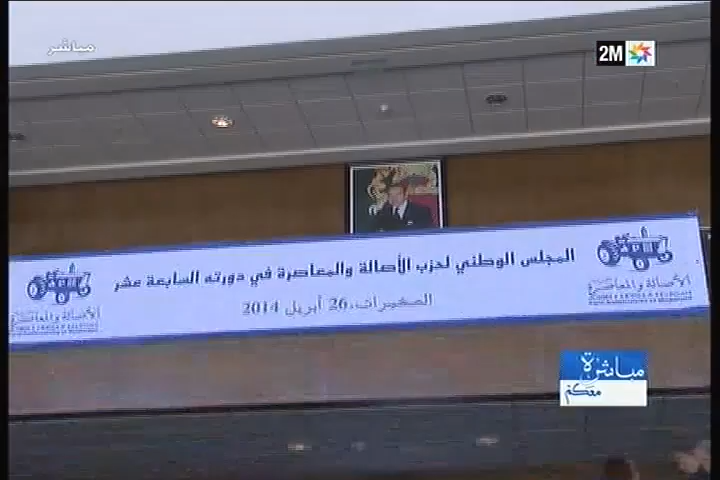 مباشر
2M
المجلس الوطني لحزب الأصالة والمعاصرة في دورته السابعة عشر
الصخيرات، 26 أبريل 2014
الأصالة والمعاصرة
الأصالة والمعاصرة
مباشرة
معكم